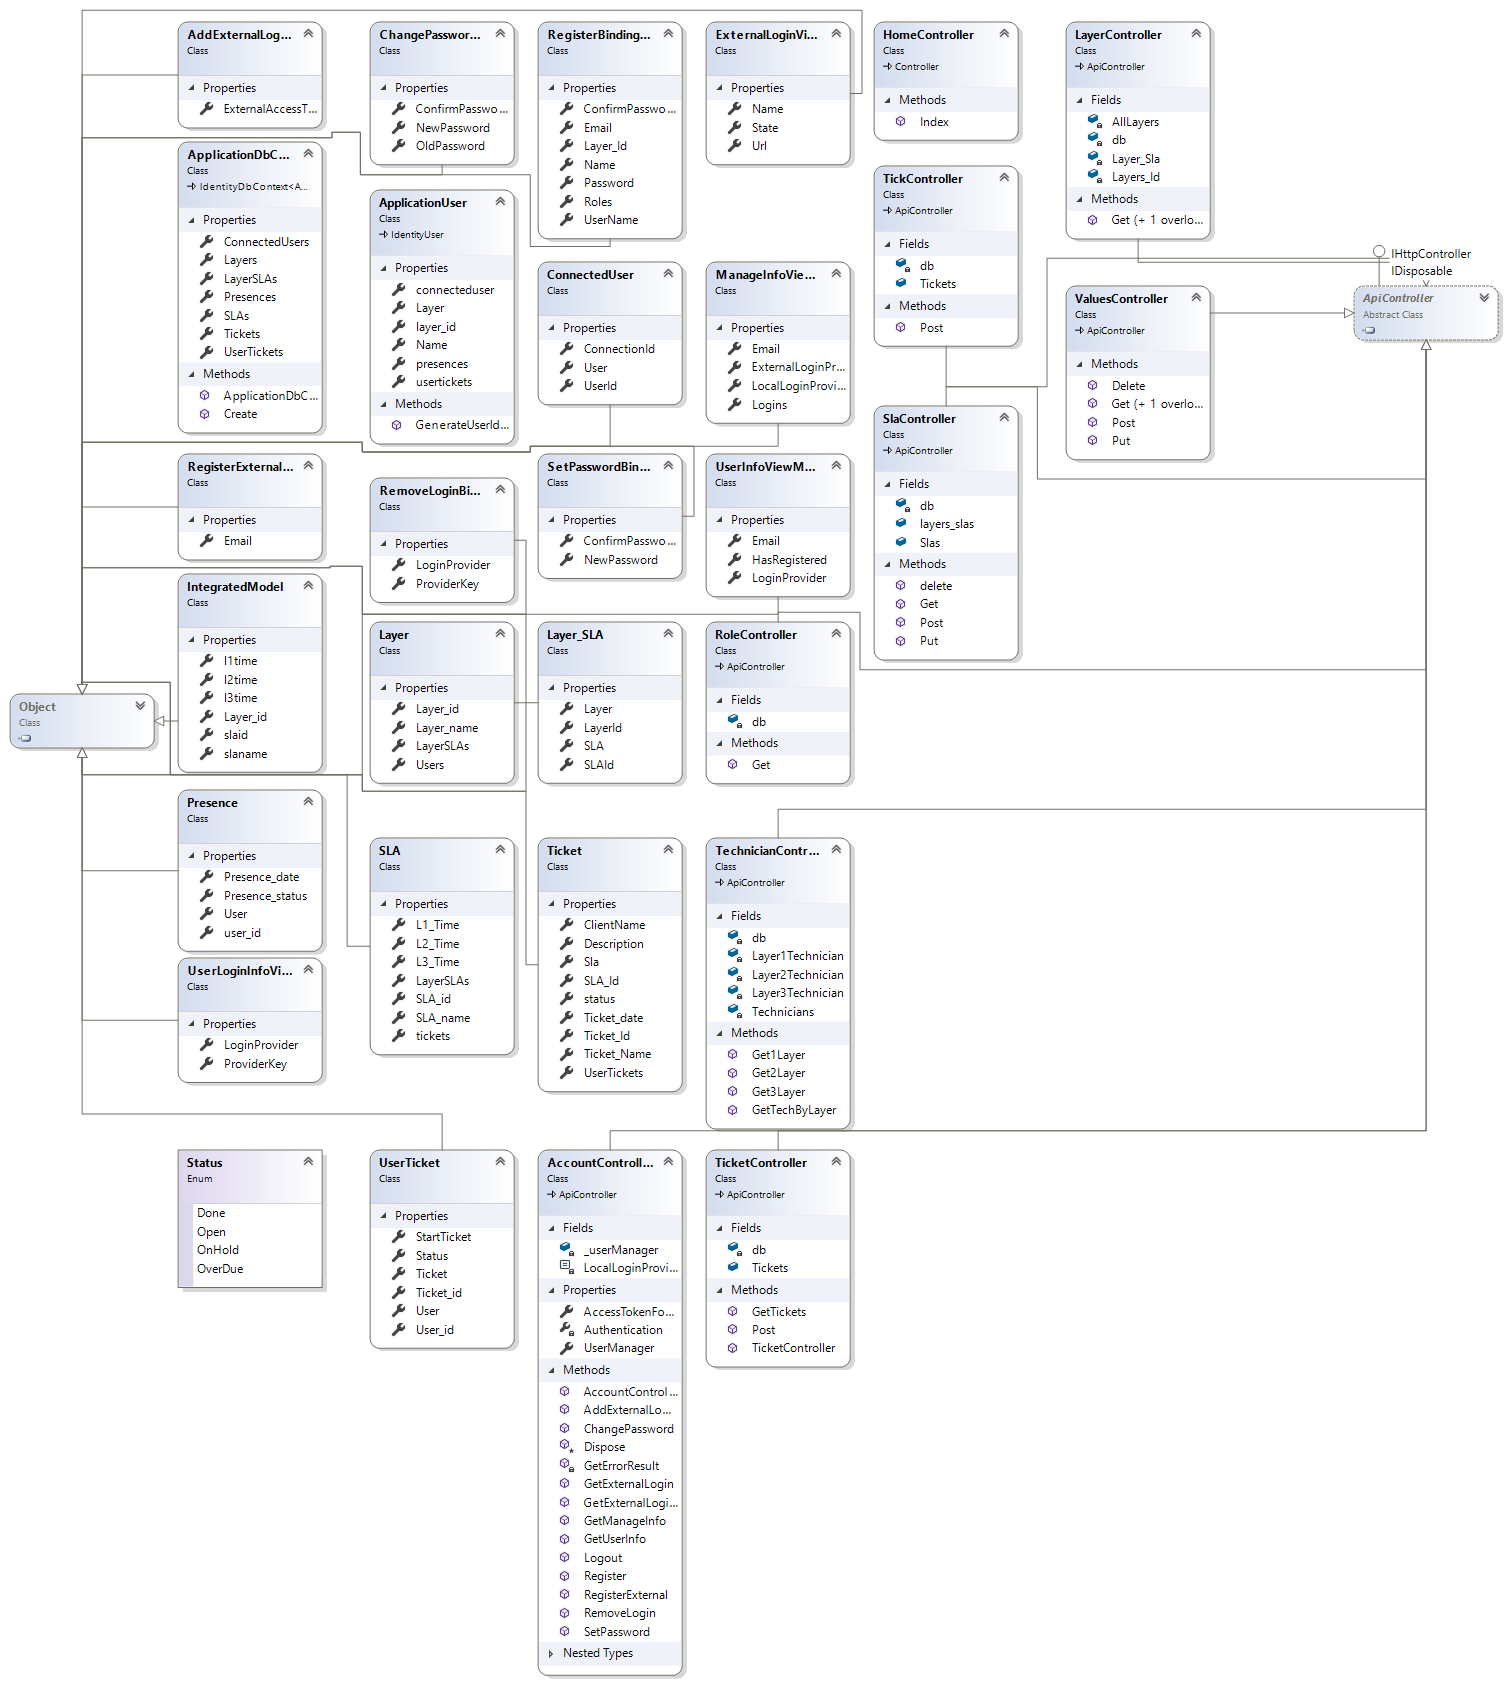 AddExternalLog...
Class
Properties
ExternalAccessT...
ChangePasswor...
Class
Properties
ConfirmPasswo...
NewPassword
OldPassword
RegisterBinding...
Class
Properties
ConfirmPasswo...
Email
Layer_Id
Name
Password
Roles
UserName
ExternalLoginVi...
Class
Properties
Name
State
Url
HomeController
Class
Controller
Methods
Index
LayerController
Class
ApiController
Fields
AllLayers
db
Layer_Sla
Layers_Id
Methods
Get (+ 1 overlo...
ApplicationDbC...
Class
IdentityDbContext<A...
Properties
ConnectedUsers
Layers
LayerSLAs
Presences
SLAs
Tickets
UserTickets
Methods
ApplicationDbC...
Create
ApplicationUser
Class
IdentityUser
Properties
connecteduser
Layer
layer_id
Name
presences
usertickets
Methods
GenerateUserId...
ConnectedUser
Class
Properties
ConnectionId
User
UserId
ManageInfoView...
Class
Properties
Email
ExternalLoginPr...
LocalLoginProvi...
Logins
TickController
Class
ApiController
Fields
db
Tickets
Methods
Post
IHttpController
IDisposable
ApiController
Abstract Class
ValuesController
Class
ApiController
Methods
Delete
Get (+ 1 overlo...
Post
Put
SlaController
Class
ApiController
Fields
db
layers_slas
Slas
Methods
delete
Get
Post
Put
RegisterExternal...
Class
Properties
Email
RemoveLoginBi...
Class
Properties
LoginProvider
ProviderKey
SetPasswordBin...
Class
Properties
ConfirmPasswo...
NewPassword
UserInfoViewM...
Class
Properties
Email
HasRegistered
LoginProvider
IntegratedModel
Class
Properties
l1time
l2time
l3time
Layer_id
slaid
slaname
Layer
Class
Properties
Layer_id
Layer_name
LayerSLAs
Users
Layer_SLA
Class
Properties
Layer
LayerId
SLA
SLAId
RoleController
Class
ApiController
Fields
db
Methods
Get
Object
Class
Presence
Class
Properties
Presence_date
Presence_status
User
user_id
SLA
Class
Properties
L1_Time
L2_Time
L3_Time
LayerSLAs
SLA_id
SLA_name
tickets
Ticket
Class
Properties
ClientName
Description
Sla
SLA_Id
status
Ticket_date
Ticket_Id
Ticket_Name
UserTickets
TechnicianContr...
Class
ApiController
Fields
db
Layer1Technician
Layer2Technician
Layer3Technician
Technicians
Methods
Get1Layer
Get2Layer
Get3Layer
GetTechByLayer
UserLoginInfoVi...
Class
Properties
LoginProvider
ProviderKey
Status
Enum
Done
Open
OnHold
OverDue
UserTicket
Class
Properties
StartTicket
Status
Ticket
Ticket_id
User
User_id
AccountControll...
Class
ApiController
Fields
_userManager
LocalLoginProvi...
Properties
AccessTokenFo...
Authentication
UserManager
Methods
AccountControl...
AddExternalLo...
ChangePassword
Dispose
GetErrorResult
GetExternalLogin
GetExternalLogi...
GetManageInfo
GetUserInfo
Logout
Register
RegisterExternal
RemoveLogin
SetPassword
Nested Types
TicketController
Class
ApiController
Fields
db
Tickets
Methods
GetTickets
Post
TicketController